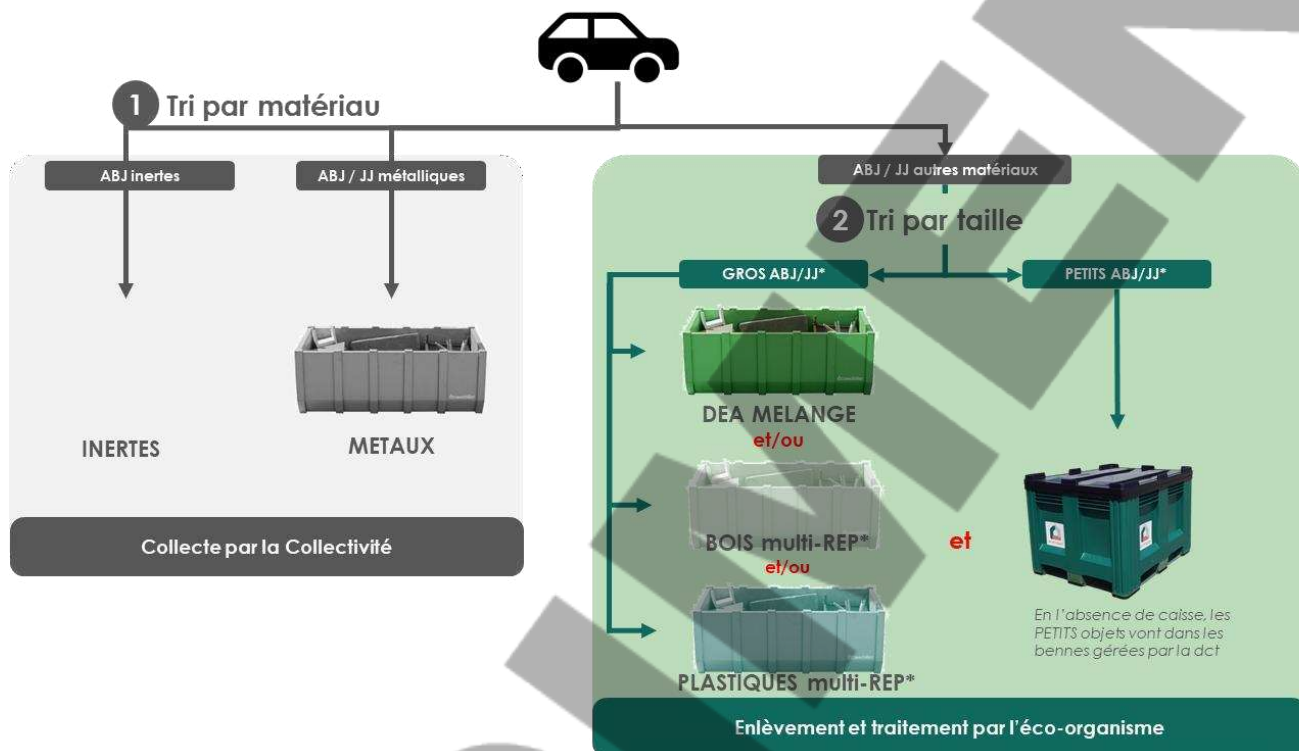 1 Tri par matériau
ABJ inertes
ABJ / JJ métalliques
INERTES
METAUX
Collecte par la Collectivité
ABJ / JJ autres matériaux
2 Tri par taille
GROS ABJ/JJ*
PETITS ABJ/JJ*
DEA MELANGE
et/ou
BOIS multi-REP*
et/ou
PLASTIQUES multi-REP*
et
En l'absence de caisse, les
PETITS objets vont dans les
bennes gérées par la dct
Enlèvement et traitement par l'éco-organisme